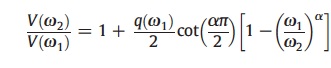 V(ω₂)/V(ω₁) = 1 + q(ω₁)/2 cot(απ/2)[1 − (ω₁/ω₂)^α]